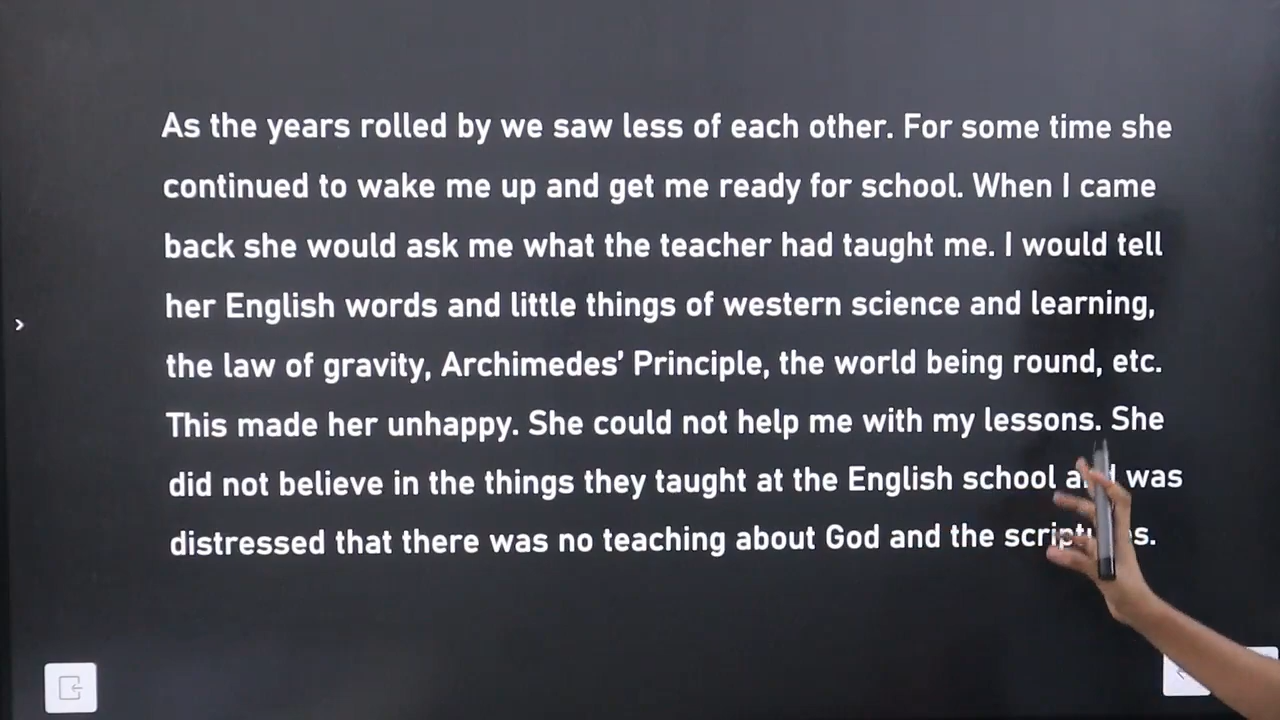 As the years rolled by we saw less of each other. For some time she
continued to wake me up and get me ready for school. When I came
back she would ask me what the teacher had taught me. I would tell
her English words and little things of western science and learning,
the law of gravity, Archimedes' Principle, the world being round, etc.
This made her unhappy. She could not help me with my lessons. She
did not believe in the things they taught at the English school and was
distressed that there was no teaching about God and the scriptures.